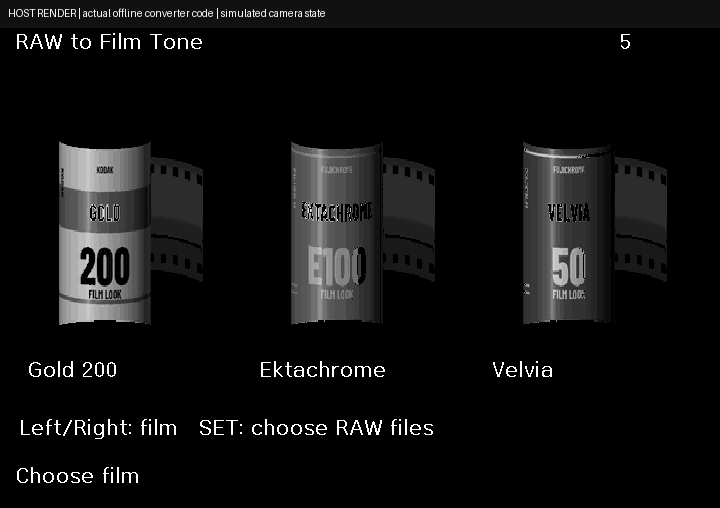 HOST RENDER | actual offline converter code | simulated camera state
RAW to Film Tone 5
KODAK
KODAK
GOLD
200
FILM LOOK
FUJICHROME
EKTACHROME
E100
FILM LOOK
FUJICHROME
VELVIA
50
FILM LOOK
Gold 200 Ektachrome Velvia
Left/Right: film SET: choose RAW files
Choose film